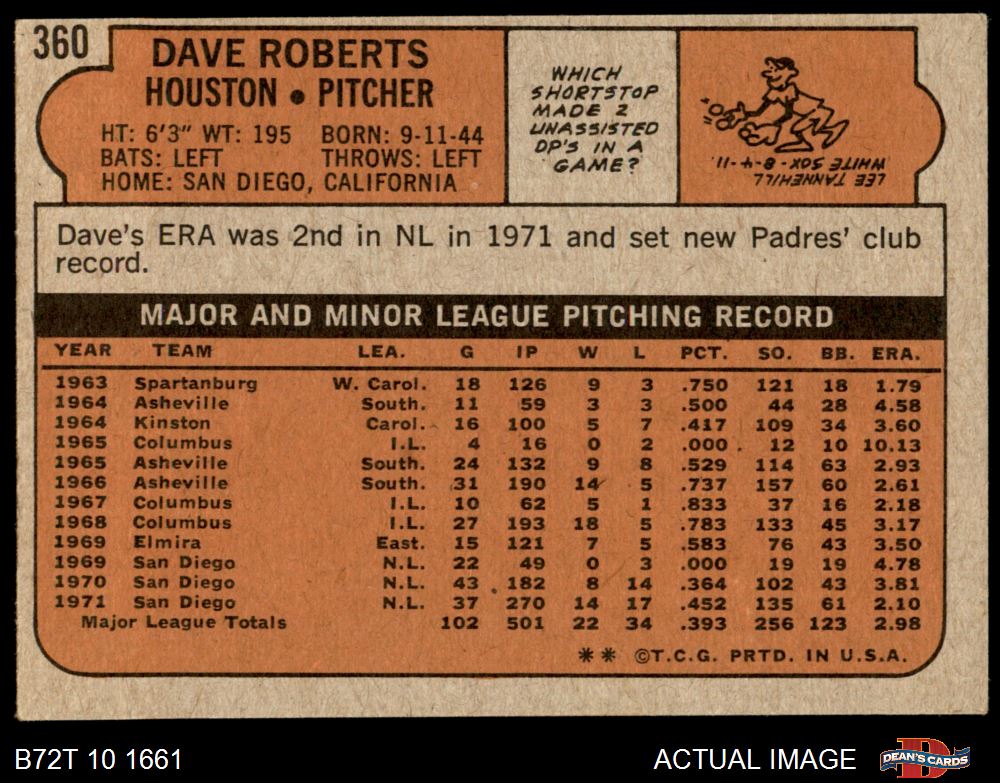 360
DAVE ROBERTS
HOUSTON • PITCHER
HT: 6'3" WT: 195 BORN: 9-11-44
BATS: LEFT THROWS: LEFT
HOME: SAN DIEGO, CALIFORNIA
WHICH
SHORTSTOP
MADE 2
UNASSISTED
DP'S IN A
GAME?
LEE TANNEHILL
WHITE SOX - 8-4-11.
Dave's ERA was 2nd in NL in 1971 and set new Padres' club
record.
MAJOR AND MINOR LEAGUE PITCHING RECORD
YEAR TEAM LEA. G IP W L PCT. SO. BB. ERA.
1963 Spartanburg W. Carol. 18 126 9 3 .750 121 18 1.79
1964 Asheville South. 11 59 3 3 .500 44 28 4.58
1964 Kinston Carol. 16 100 5 7 .417 109 34 3.60
1965 Columbus I.L. 4 16 0 2 .000 12 10 10.13
1965 Asheville South. 24 132 9 8 .529 114 63 2.93
1966 Asheville South. 31 190 14 5 .737 157 60 2.61
1967 Columbus I.L. 10 62 5 1 .833 37 16 2.18
1968 Columbus I.L. 27 193 18 5 .783 133 45 3.17
1969 Elmira East. 15 121 7 5 .583 76 43 3.50
1969 San Diego N.L. 22 49 0 3 .000 19 19 4.78
1970 San Diego N.L. 43 182 8 14 .364 102 43 3.81
1971 San Diego N.L. 37 270 14 17 .452 135 61 2.10
Major League Totals 102 501 22 34 .393 256 123 2.98
** ©T.C.G. PRTD. IN U.S.A.
B72T 10 1661
ACTUAL IMAGE
DEAN'S CARDS